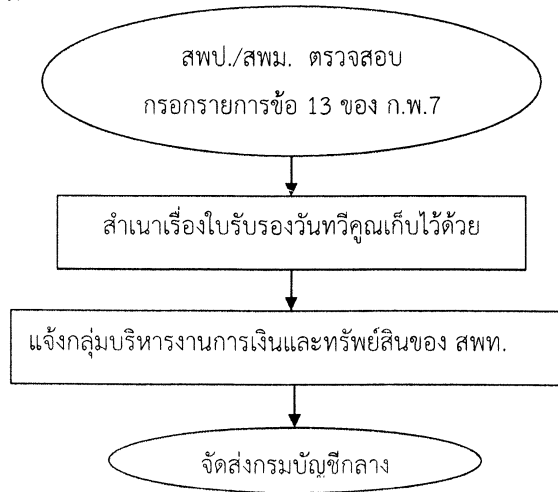 สพป./สพม. ตรวจสอบ
กรอกรายการข้อ 13 ของ ก.พ.7
สำเนาเรื่องใบรับรองวันทวีคูณเก็บไว้ด้วย
แจ้งกลุ่มบริหารงานการเงินและทรัพย์สินของ สพท.
จัดส่งกรมบัญชีกลาง